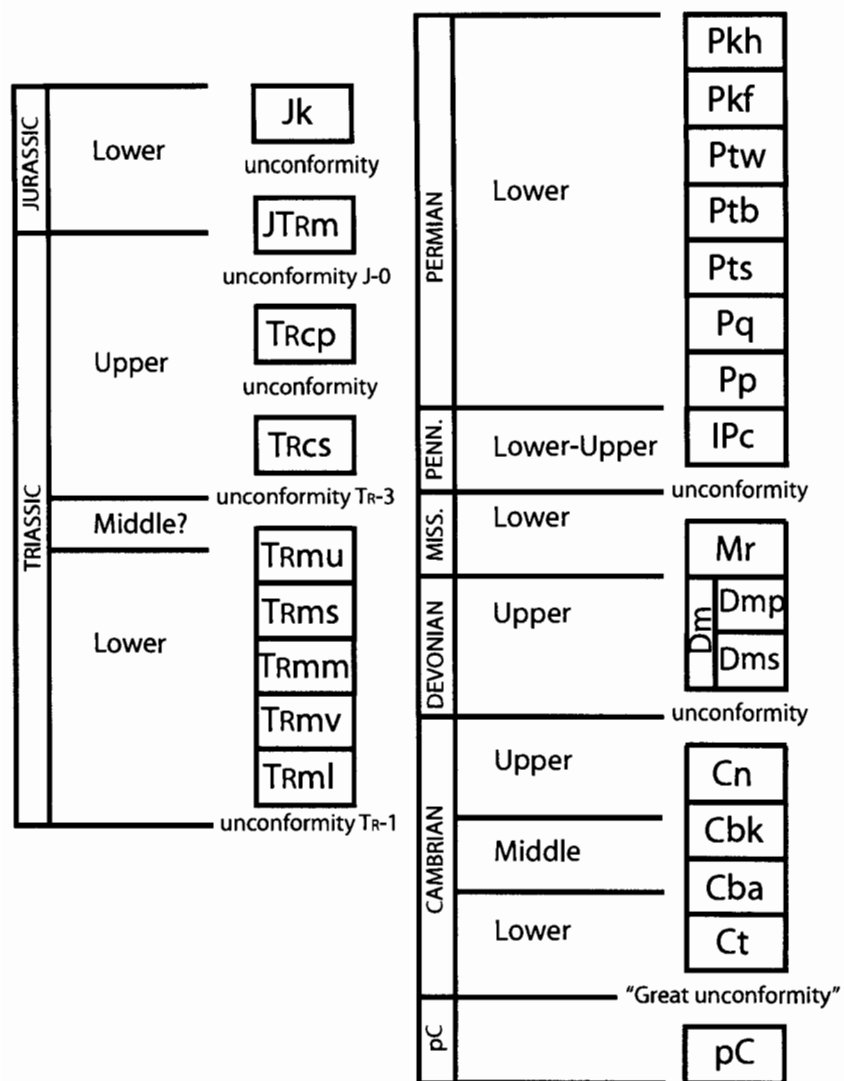 JURASSIC
Lower
Jk
unconformity
JTRm
unconformity J-0
TRIASSIC
Upper
TRcp
unconformity
TRcs
unconformity TR-3
Middle?
Lower
TRmu
TRms
TRmm
TRmv
TRml
unconformity TR-1
PERMIAN
Lower
Pkh
Pkf
Ptw
Ptb
Pts
Pq
Pp
PENN.
Lower-Upper
IPc
unconformity
MISS.
Lower
Mr
DEVONIAN
Upper
Dm
Dmp
Dms
unconformity
CAMBRIAN
Upper
Middle
Lower
Cn
Cbk
Cba
Ct
"Great unconformity"
pC
pC